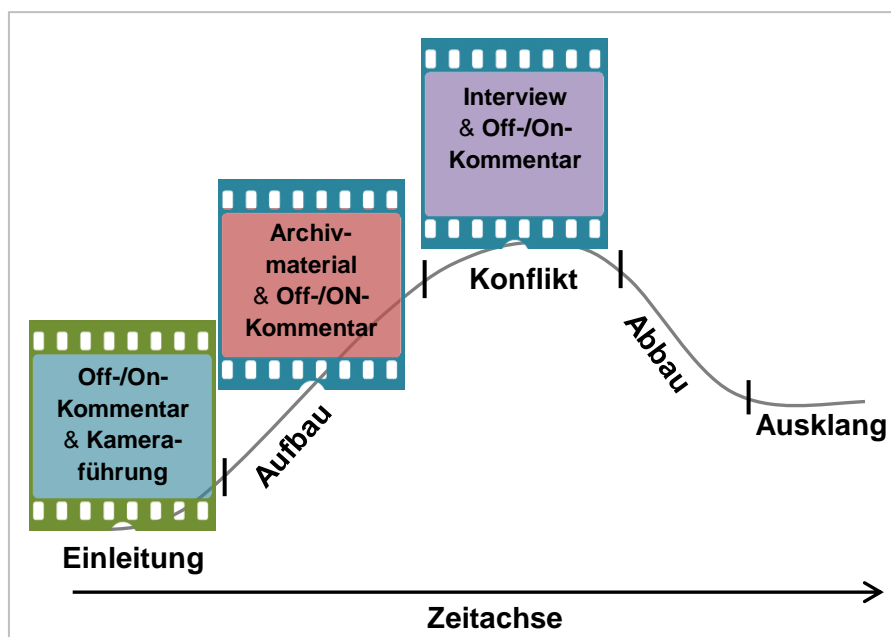 Interview
& Off-/On-
Kommentar
Archiv-
material
& Off-/ON-
Kommentar
Konflikt
Off-/On-
Kommentar
& Kamera-
führung
Aufbau
Abbau
Ausklang
Einleitung
Zeitachse